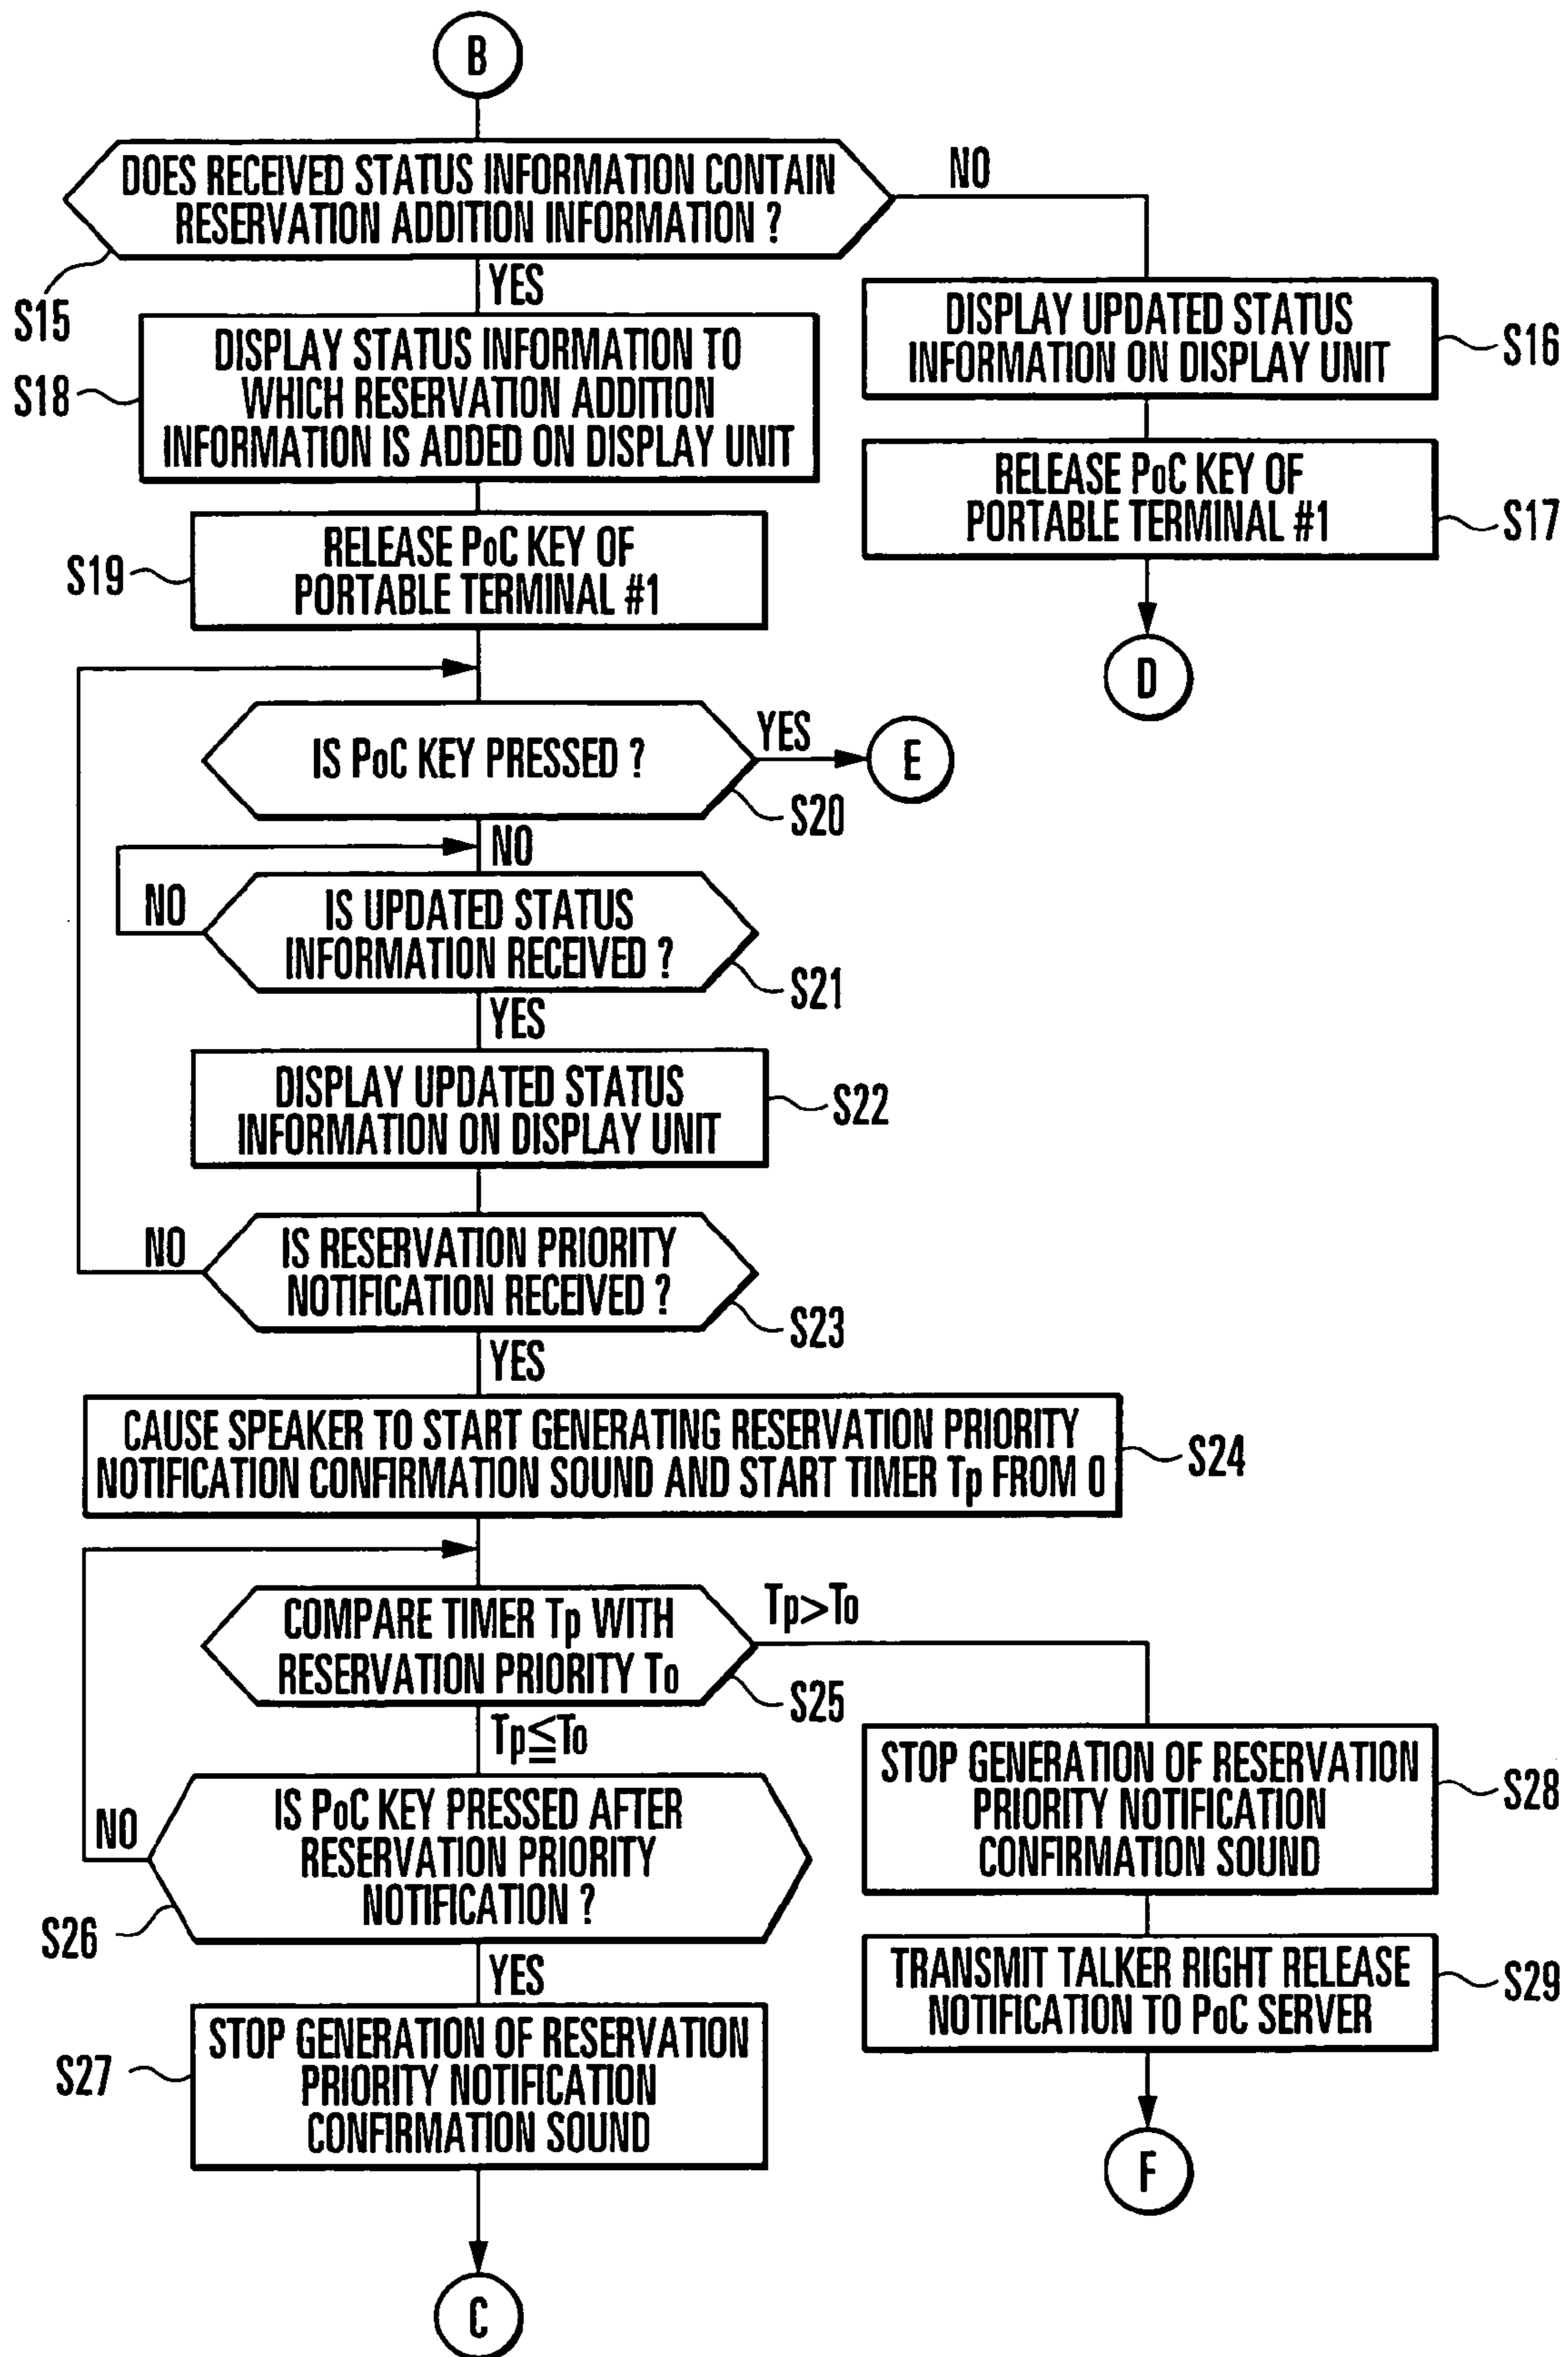 B
DOES RECEIVED STATUS INFORMATION CONTAIN
RESERVATION ADDITION INFORMATION ?
NO
S15
YES
DISPLAY UPDATED STATUS
INFORMATION ON DISPLAY UNIT
S16
DISPLAY STATUS INFORMATION TO
WHICH RESERVATION ADDITION
INFORMATION IS ADDED ON DISPLAY UNIT
S18
RELEASE PoC KEY OF
PORTABLE TERMINAL #1
S17
RELEASE PoC KEY OF
PORTABLE TERMINAL #1
S19
D
IS PoC KEY PRESSED ?
YES
E
S20
NO
IS UPDATED STATUS
INFORMATION RECEIVED ?
NO
S21
YES
DISPLAY UPDATED STATUS
INFORMATION ON DISPLAY UNIT
S22
IS RESERVATION PRIORITY
NOTIFICATION RECEIVED ?
NO
S23
YES
CAUSE SPEAKER TO START GENERATING RESERVATION PRIORITY
NOTIFICATION CONFIRMATION SOUND AND START TIMER Tp FROM 0
S24
COMPARE TIMER Tp WITH
RESERVATION PRIORITY To
Tp>To
S25
Tp≦To
IS PoC KEY PRESSED AFTER
RESERVATION PRIORITY
NOTIFICATION ?
NO
S26
STOP GENERATION OF RESERVATION
PRIORITY NOTIFICATION
CONFIRMATION SOUND
S28
YES
TRANSMIT TALKER RIGHT RELEASE
NOTIFICATION TO PoC SERVER
S29
STOP GENERATION OF RESERVATION
PRIORITY NOTIFICATION
CONFIRMATION SOUND
S27
F
C